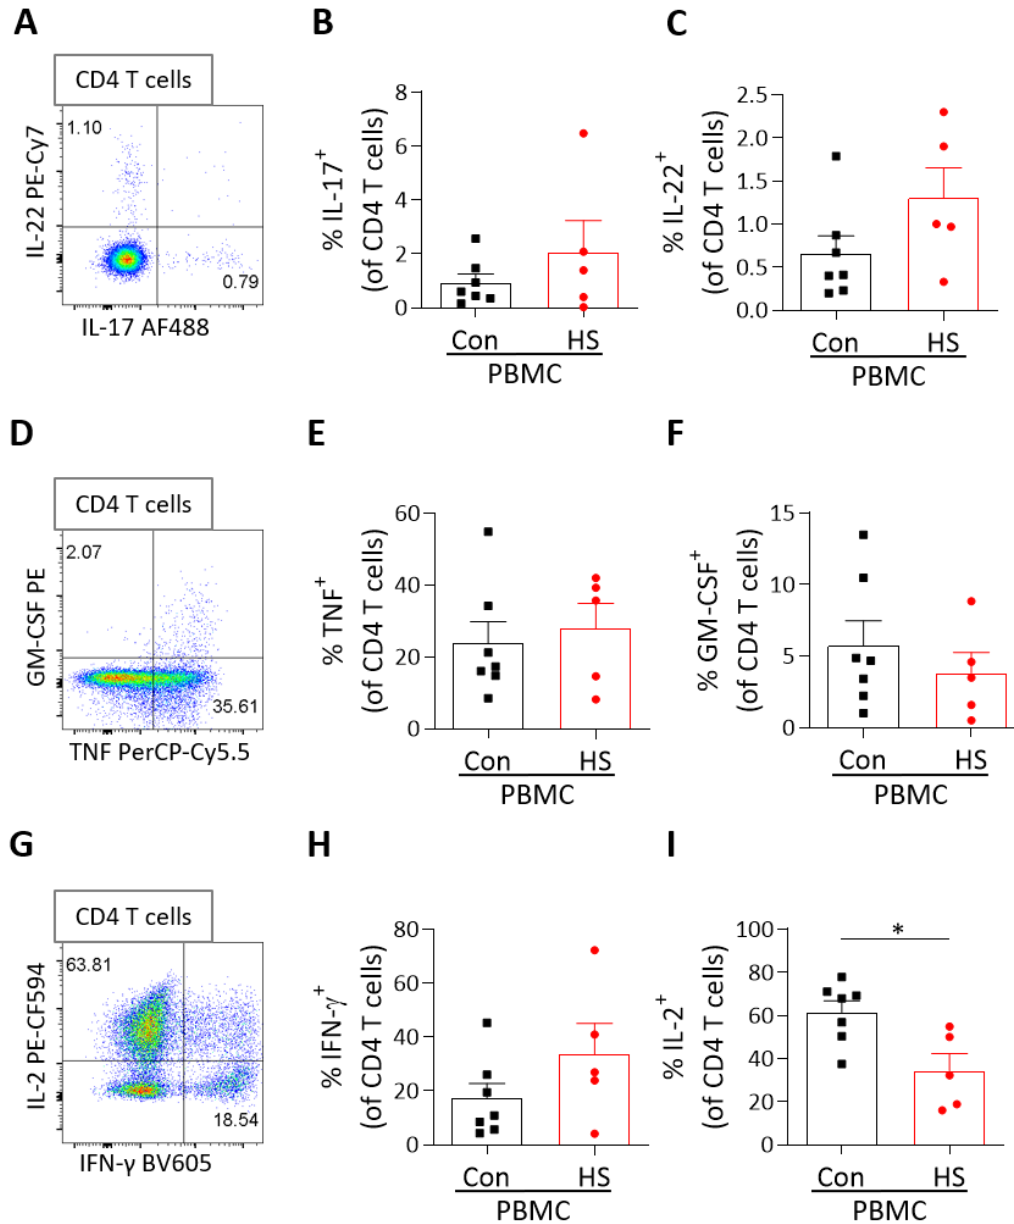 A
CD4 T cells
1.10
0.79
IL-22 PE-Cy7
IL-17 AF488
B
% IL-17+
(of CD4 T cells)
8
6
4
2
0
Con HS
PBMC
C
% IL-22+
(of CD4 T cells)
2.5
2.0
1.5
1.0
0.5
0.0
Con HS
PBMC
D
CD4 T cells
2.07
35.61
GM-CSF PE
TNF PerCP-Cy5.5
E
% TNF+
(of CD4 T cells)
60
40
20
0
Con HS
PBMC
F
% GM-CSF+
(of CD4 T cells)
15
10
5
0
Con HS
PBMC
G
CD4 T cells
63.81
18.54
IL-2 PE-CF594
IFN-γ BV605
H
% IFN-γ+
(of CD4 T cells)
80
60
40
20
0
Con HS
PBMC
I
% IL-2+
(of CD4 T cells)
100
80
60
40
20
0
*
Con HS
PBMC